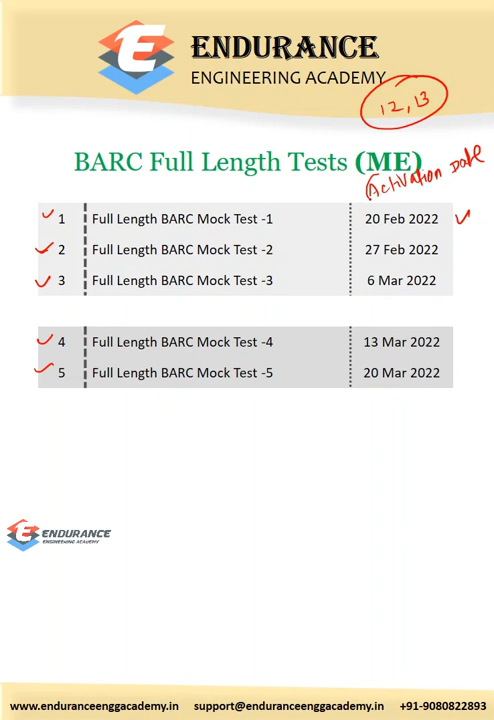 ENDURANCE
ENGINEERING ACADEMY
12, 13
BARC Full Length Tests (ME)
Activation Date
1 Full Length BARC Mock Test -1 20 Feb 2022
2 Full Length BARC Mock Test -2 27 Feb 2022
3 Full Length BARC Mock Test -3 6 Mar 2022
4 Full Length BARC Mock Test -4 13 Mar 2022
5 Full Length BARC Mock Test -5 20 Mar 2022
ENDURANCE
ENGINEERING ACADEMY
www.enduranceenggacademy.in support@enduranceenggacademy.in +91-9080822893